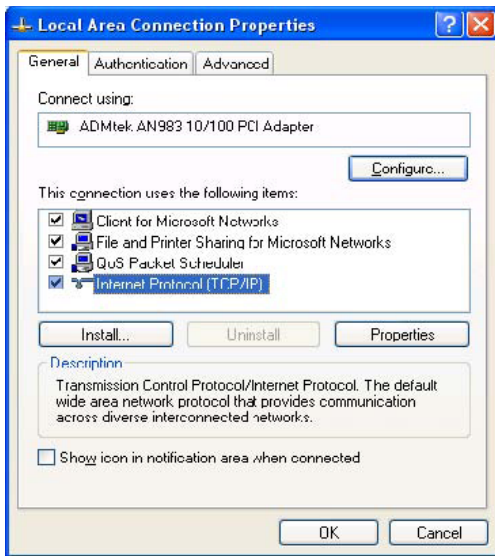 Local Area Connection Properties
General Authentication Advanced
Connect using:
ADMtek AN983 10/100 PCI Adapter
Configure...
This connection uses the following items:
Client for Microsoft Networks
File and Printer Sharing for Microsoft Networks
QoS Packet Scheduler
Internet Protocol (TCP/IP)
Install... Uninstall Properties
Description
Transmission Control Protocol/Internet Protocol. The default
wide area network protocol that provides communication
across diverse interconnected networks.
Show icon in notification area when connected
OK Cancel